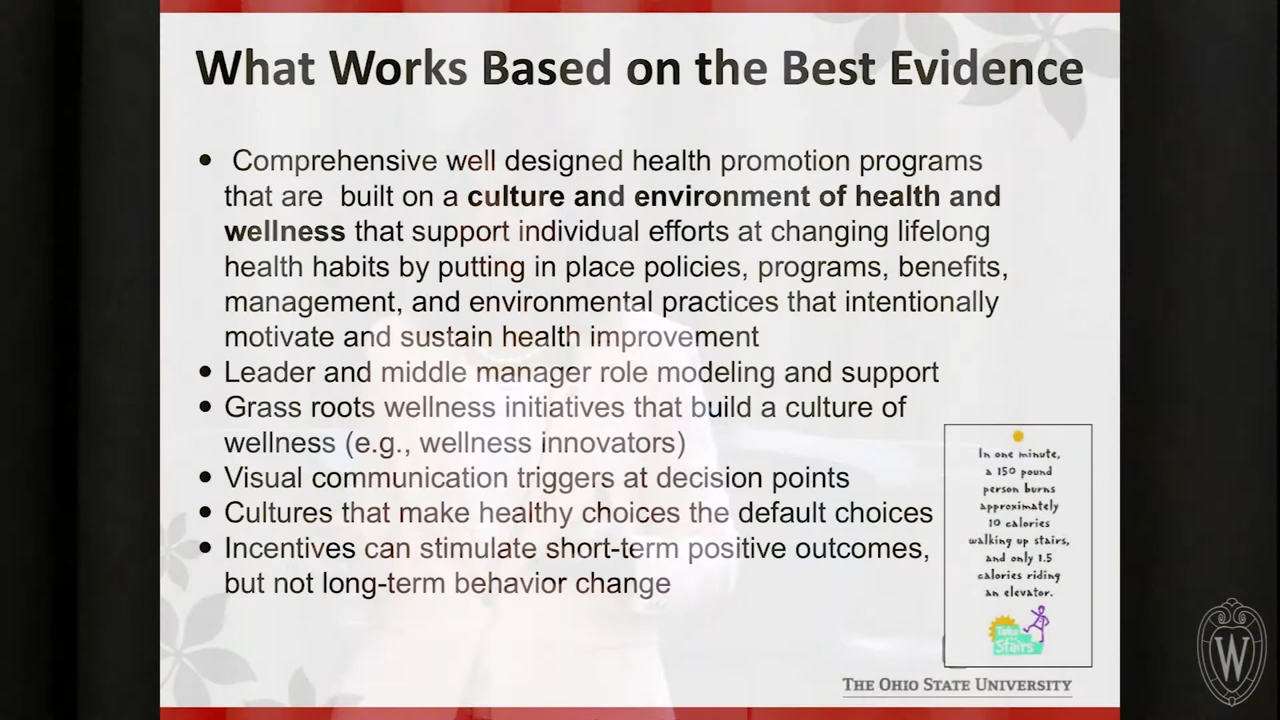 What Works Based on the Best Evidence
• Comprehensive well designed health promotion programs
that are built on a culture and environment of health and
wellness that support individual efforts at changing lifelong
health habits by putting in place policies, programs, benefits,
management, and environmental practices that intentionally
motivate and sustain health improvement
• Leader and middle manager role modeling and support
• Grass roots wellness initiatives that build a culture of
wellness (e.g., wellness innovators)
• Visual communication triggers at decision points
• Cultures that make healthy choices the default choices
• Incentives can stimulate short-term positive outcomes,
but not long-term behavior change
In one minute,
a 150 pound
person burns
approximately
10 calories
walking up stairs,
and only 1.5
calories riding
an elevator.
Take
Stairs
THE OHIO STATE UNIVERSITY
W